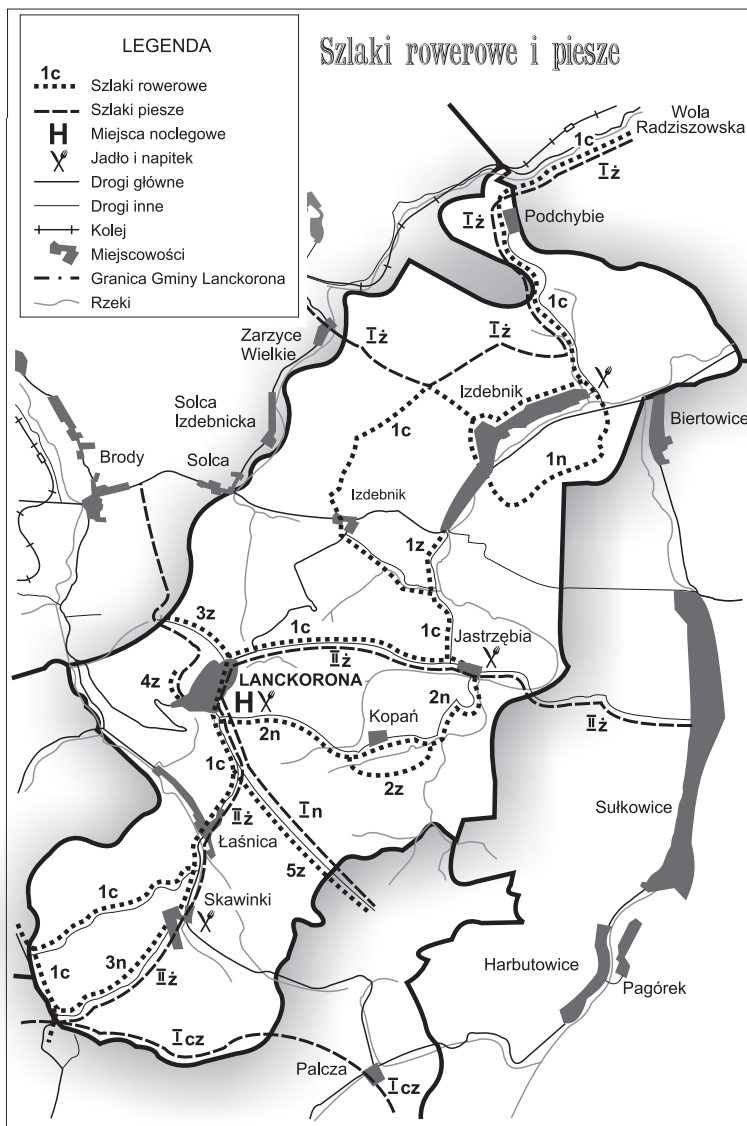 Szlaki rowerowe i piesze
LEGENDA
1c
Szlaki rowerowe
Szlaki piesze
H Miejsca noclegowe
Jadło i napitek
Drogi główne
Drogi inne
Kolej
Miejscowości
Granica Gminy Lanckorona
Rzeki
Wola
Radziszowska
1c
I ż
I ż
Podchybie
1c
Zarzyce
Wielkie
I ż
I ż
Izdebnik
Solca
Izdebnicka
1c
Biertowice
Brody
Solca
1n
Izdebnik
1z
3z
1c
1c
Jastrzębia
II ż
4z
LANCKORONA
H
2n
Kopań
2n
II ż
1c
2z
I n
II ż
Sułkowice
Łaśnica
5z
1c
Skawinki
1c
3n
II ż
Harbutowice
Pagórek
I cz
Palcza
I cz